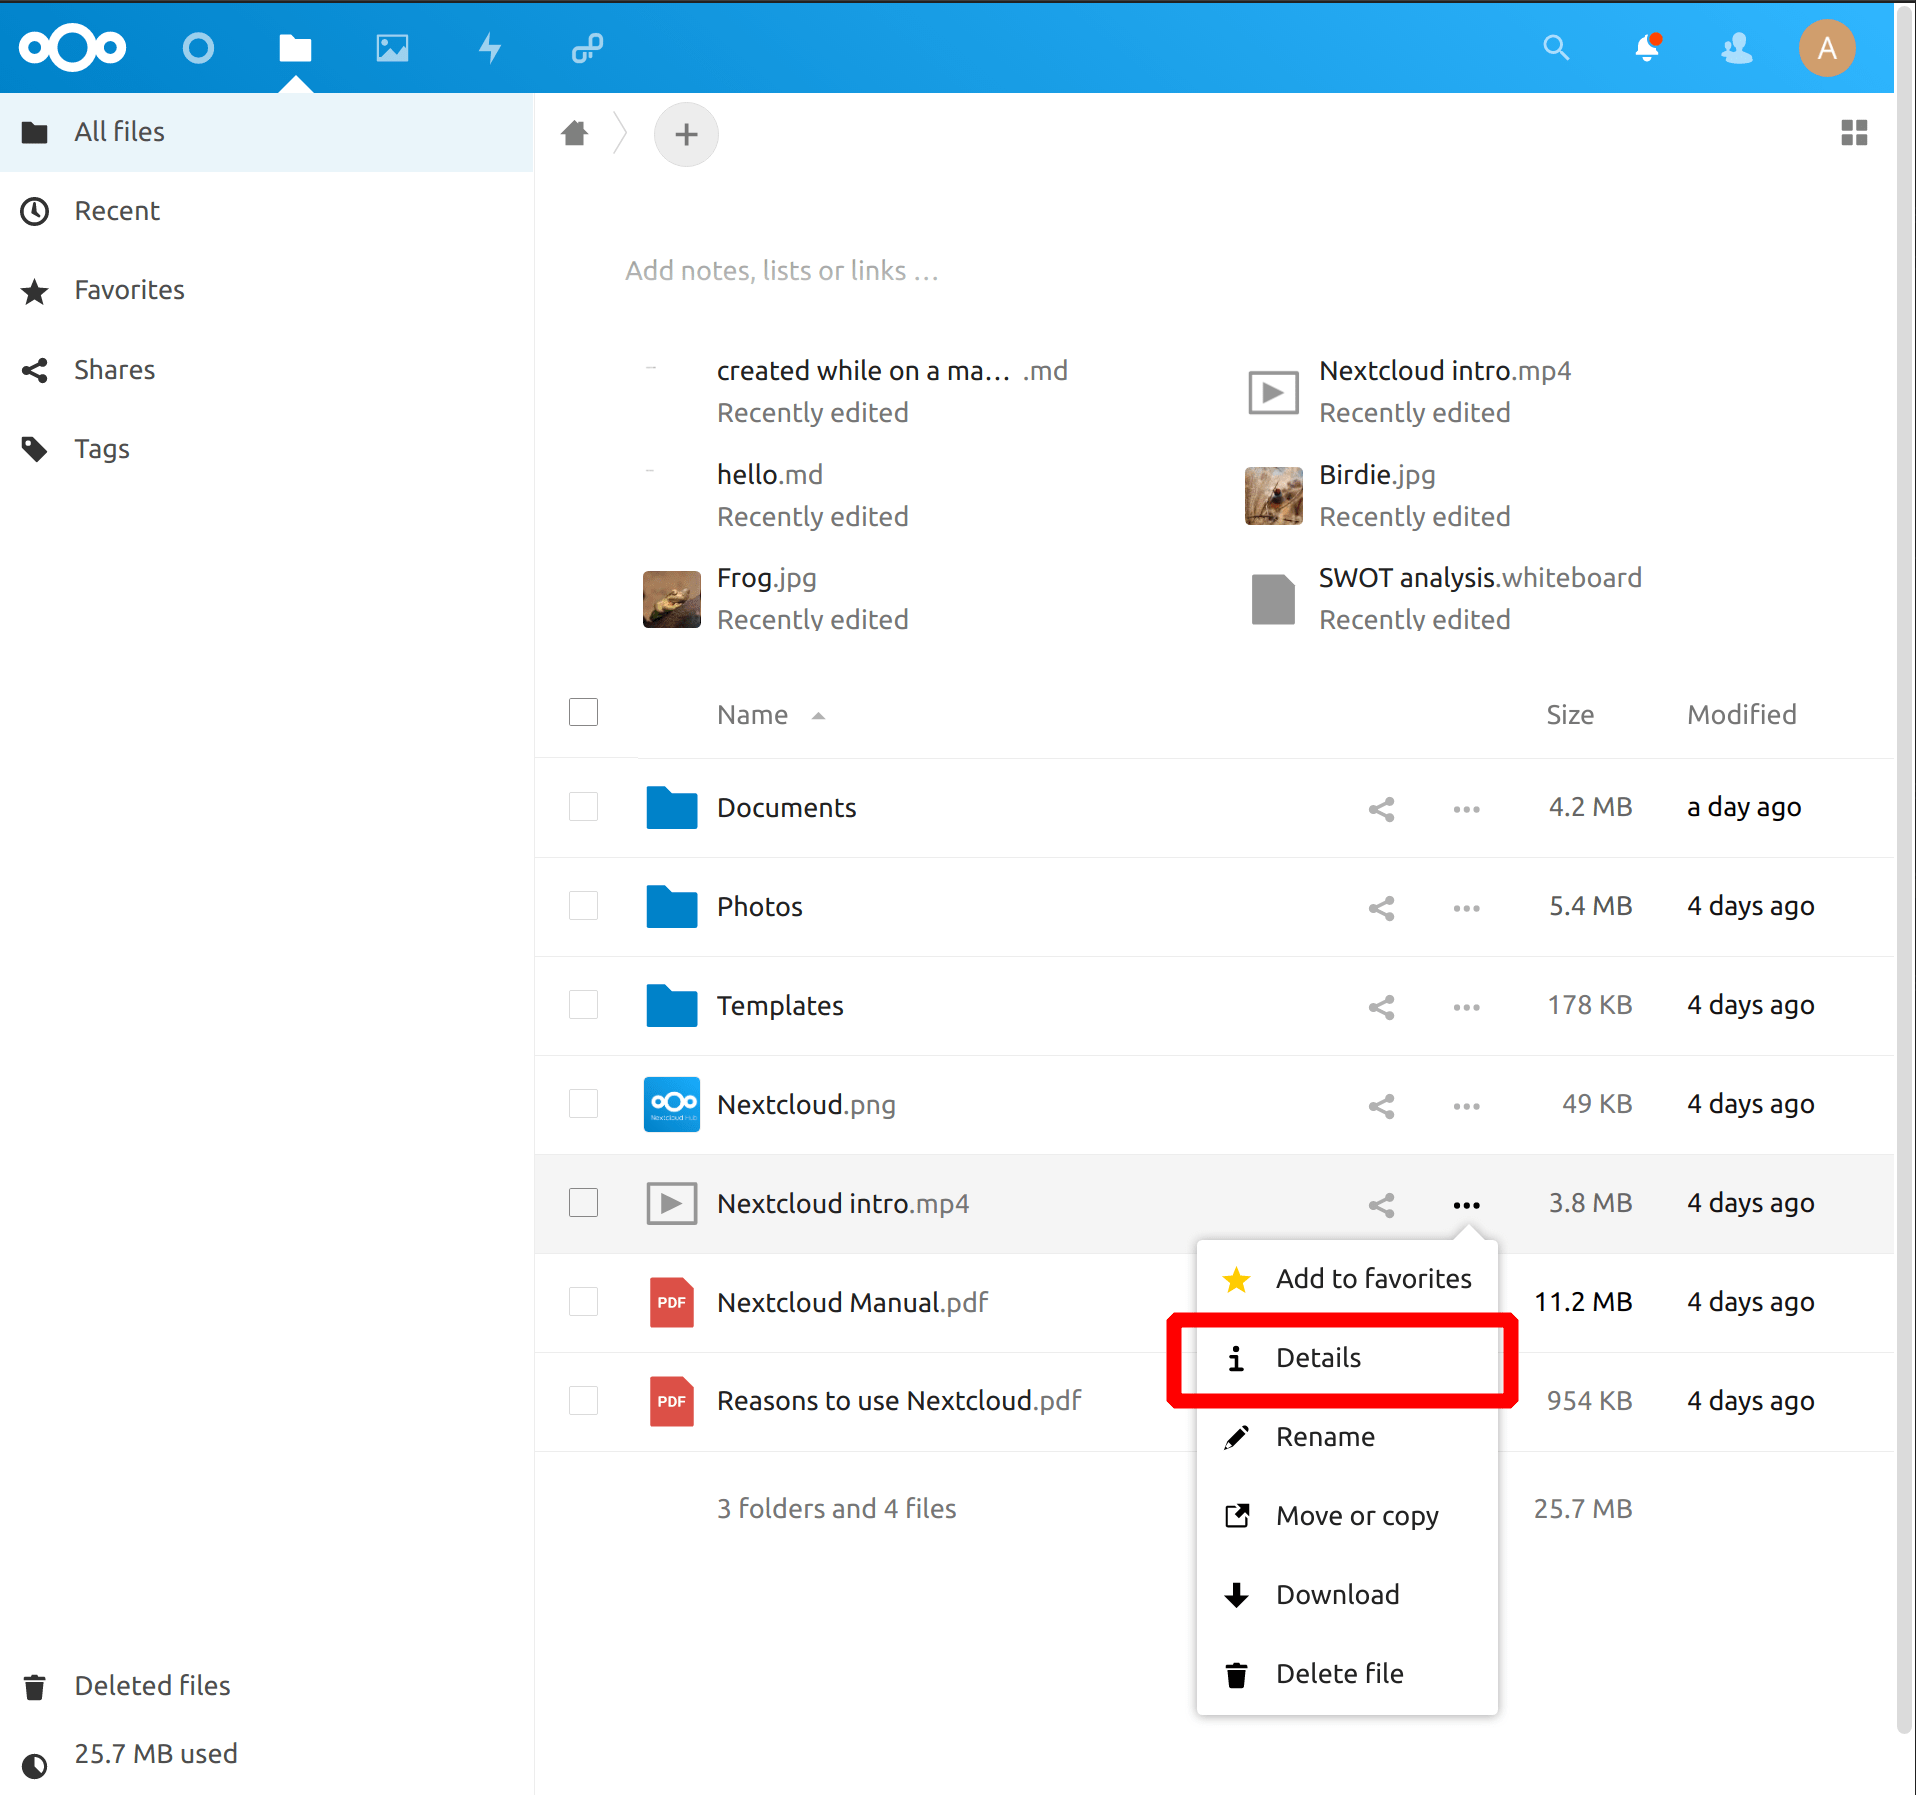 A
All files
Recent
Favorites
Shares
Tags
Add notes, lists or links …
created while on a ma… .md
Recently edited
Nextcloud intro.mp4
Recently edited
hello.md
Recently edited
Birdie.jpg
Recently edited
Frog.jpg
Recently edited
SWOT analysis.whiteboard
Recently edited
Name Size Modified
Documents 4.2 MB a day ago
Photos 5.4 MB 4 days ago
Templates 178 KB 4 days ago
Nextcloud Hub
Nextcloud.png 49 KB 4 days ago
Nextcloud intro.mp4 3.8 MB 4 days ago
PDF Nextcloud Manual.pdf 11.2 MB 4 days ago
PDF Reasons to use Nextcloud.pdf 954 KB 4 days ago
3 folders and 4 files 25.7 MB
Add to favorites
Details
Rename
Move or copy
Download
Delete file
Deleted files
25.7 MB used